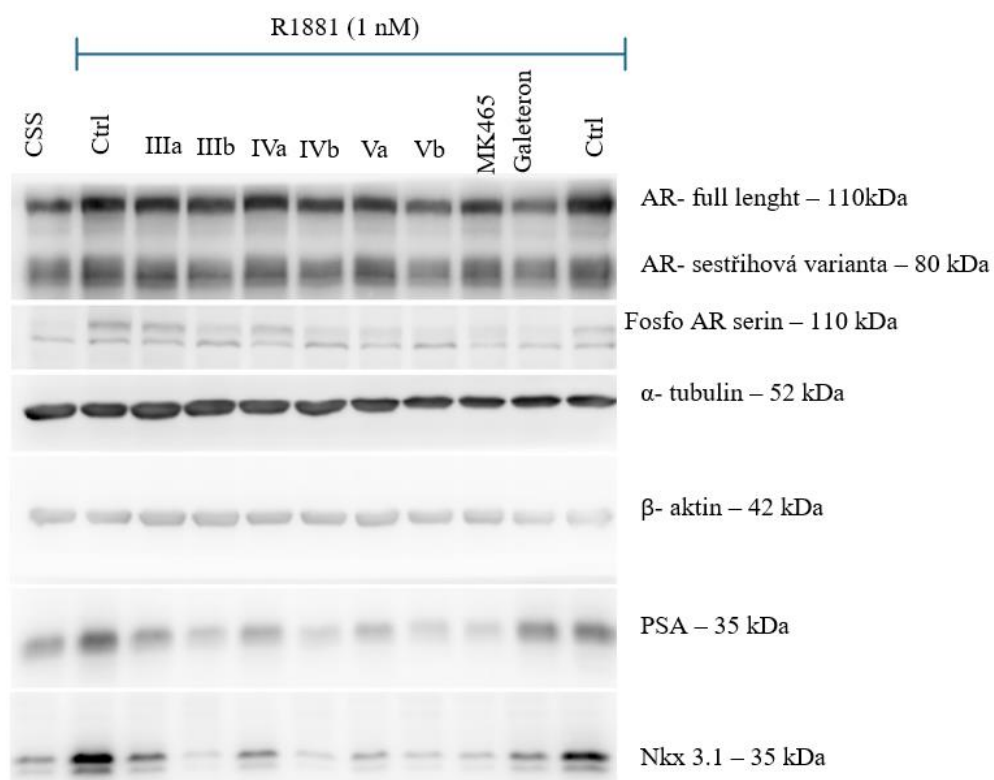 R1881 (1 nM)
CSS Ctrl IIIa IIIb IVa IVb Va Vb MK465 Galeteron Ctrl
AR- full lenght – 110kDa
AR- sestřihová varianta – 80 kDa
Fosfo AR serin – 110 kDa
α- tubulin – 52 kDa
β- aktin – 42 kDa
PSA – 35 kDa
Nkx 3.1 – 35 kDa